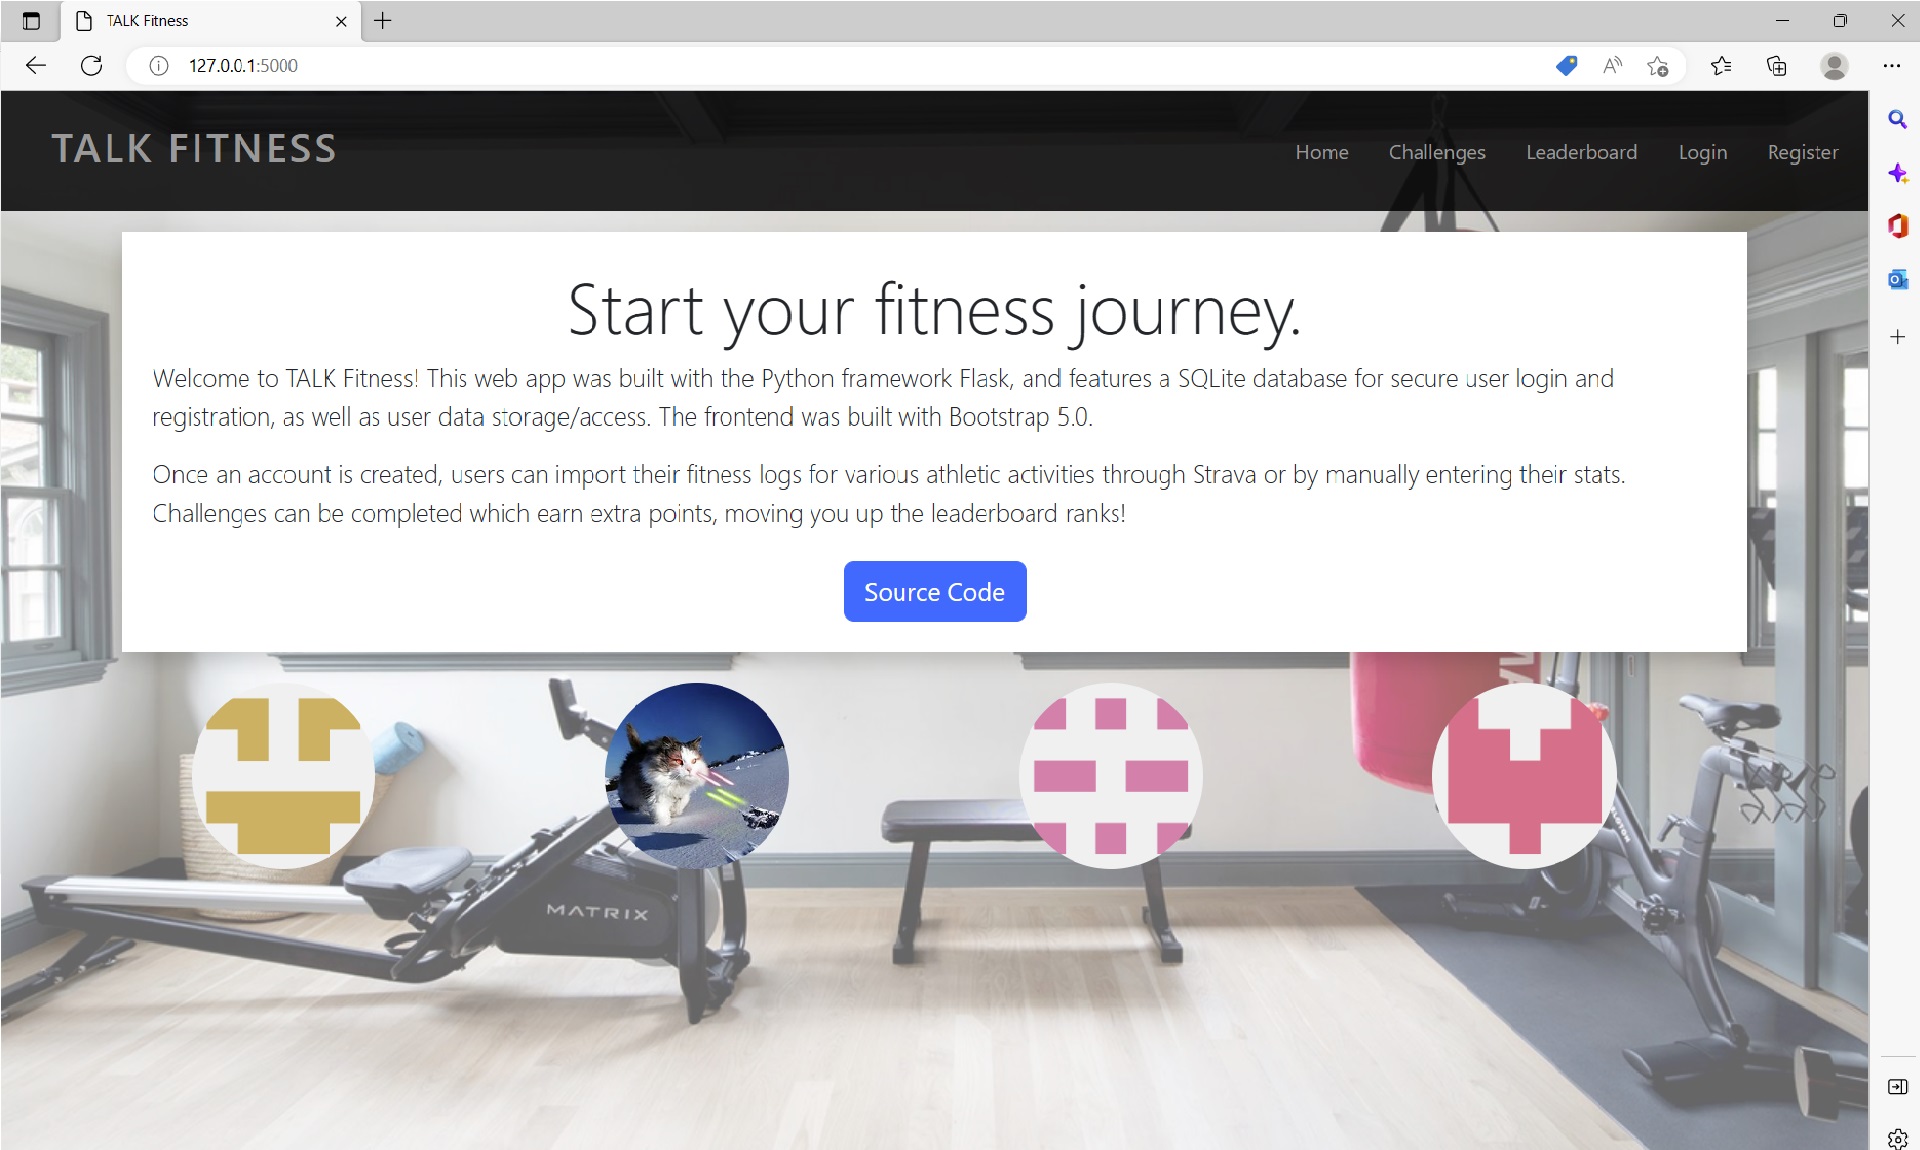 TALK Fitness
127.0.0.1:5000
TALK FITNESS
Home Challenges Leaderboard Login Register
Start your fitness journey.
Welcome to TALK Fitness! This web app was built with the Python framework Flask, and features a SQLite database for secure user login and
registration, as well as user data storage/access. The frontend was built with Bootstrap 5.0.
Once an account is created, users can import their fitness logs for various athletic activities through Strava or by manually entering their stats.
Challenges can be completed which earn extra points, moving you up the leaderboard ranks!
Source Code
MATRIX